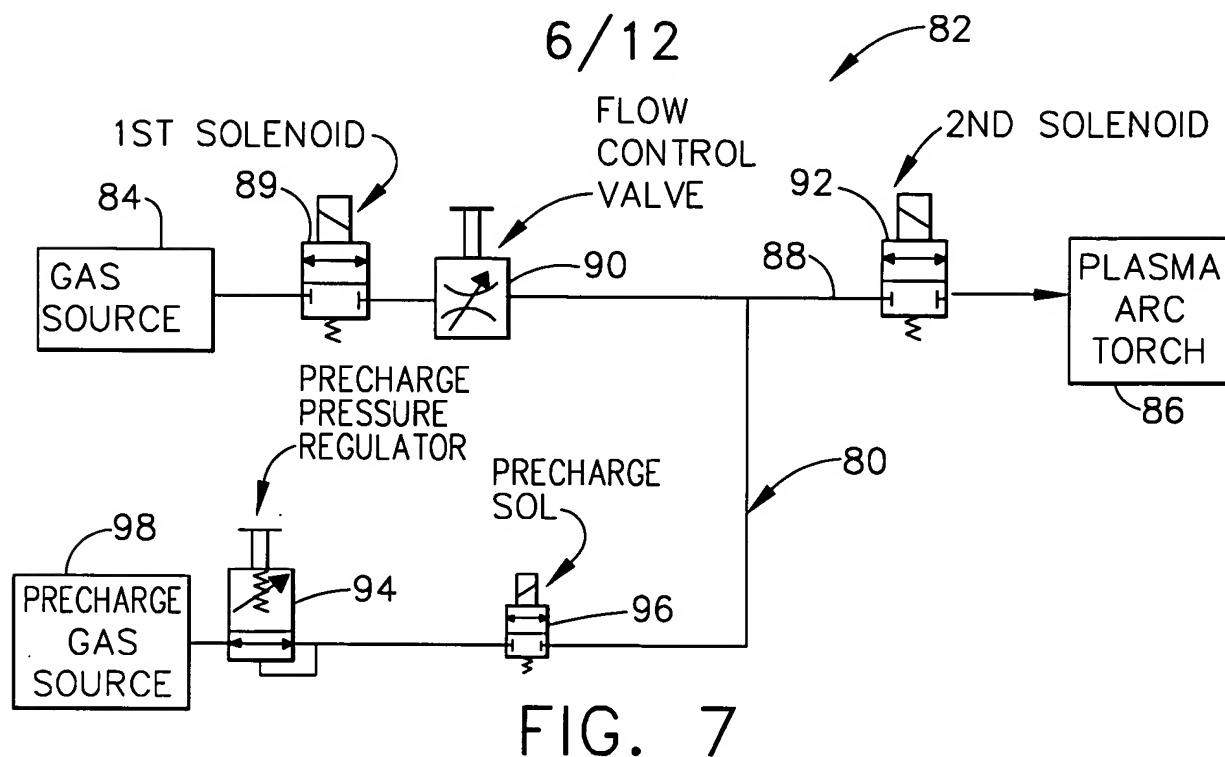 6/12
82
1ST SOLENOID
FLOW
CONTROL
VALVE
2ND SOLENOID
84
89
92
GAS
SOURCE
90
88
PLASMA
ARC
TORCH
86
PRECHARGE
PRESSURE
REGULATOR
PRECHARGE
SOL
80
98
94
96
PRECHARGE
GAS
SOURCE
FIG. 7